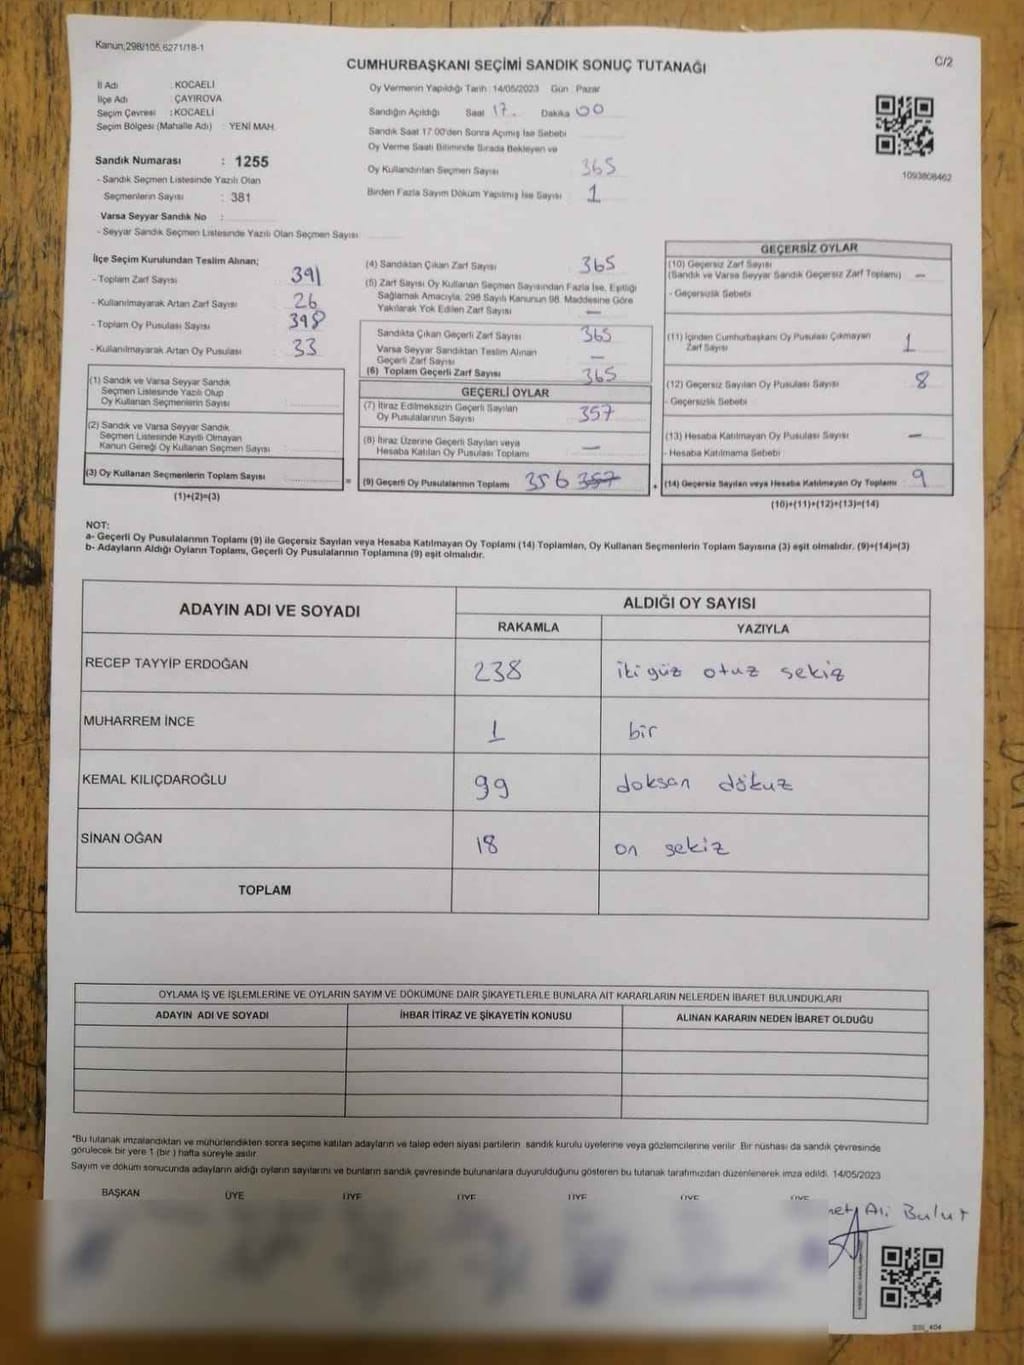 Kanun;298/105,6271/18-1
C/2
CUMHURBAŞKANI SEÇİMİ SANDIK SONUÇ TUTANAĞI
İl Adı : KOCAELİ
İlçe Adı : ÇAYIROVA
Seçim Çevresi : KOCAELİ
Seçim Bölgesi (Mahalle Adı) : YENİ MAH.
Sandık Numarası : 1255
- Sandık Seçmen Listesinde Yazılı Olan
Seçmenlerin Sayısı : 381
Varsa Seyyar Sandık No :
- Seyyar Sandık Seçmen Listesinde Yazılı Olan Seçmen Sayısı
Oy Vermenin Yapıldığı Tarih : 14/05/2023 Gün : Pazar
Sandığın Açıldığı Saat 17. Dakika 00
Sandık Saat 17.00'den Sonra Açımış İse Sebebi
Oy Verme Saati Bitiminde Sırada Bekleyen ve
Oy Kullandırılan Seçmen Sayısı 365
Birden Fazla Sayım Döküm Yapılmış İse Sayısı 1
1093808462
İlçe Seçim Kurulundan Teslim Alınan;
- Toplam Zarf Sayısı 391
- Kullanılmayarak Artan Zarf Sayısı 26
- Toplam Oy Pusulası Sayısı 398
- Kullanılmayarak Artan Oy Pusulası 33
(1) Sandık ve Varsa Seyyar Sandık
Seçmen Listesinde Yazılı Olup
Oy Kullanan Seçmenlerin Sayısı
(2) Sandık ve Varsa Seyyar Sandık
Seçmen Listesinde Kayıtlı Olmayan
Kanun Gereği Oy Kullanan Seçmen Sayısı
(3) Oy Kullanan Seçmenlerin Toplam Sayısı
(1)+(2)=(3)
(4) Sandıktan Çıkan Zarf Sayısı 365
(5) Zarf Sayısı Oy Kullanan Seçmen Sayısından Fazla İse, Eşitliği
Sağlamak Amacıyla, 298 Sayılı Kanunun 98. Maddesine Göre
Yakılarak Yok Edilen Zarf Sayısı —
Sandıkta Çıkan Geçerli Zarf Sayısı 365
Varsa Seyyar Sandıktan Teslim Alınan
Geçerli Zarf Sayısı —
(6) Toplam Geçerli Zarf Sayısı 365
GEÇERLİ OYLAR
(7) İtiraz Edilmeksizin Geçerli Sayılan
Oy Pusulalarının Sayısı 357
(8) İtiraz Üzerine Geçerli Sayılan veya
Hesaba Katılan Oy Pusulası Toplamı —
= (9) Geçerli Oy Pusulalarının Toplamı 356 357
GEÇERSİZ OYLAR
(10) Geçersiz Zarf Sayısı
(Sandık ve Varsa Seyyar Sandık Geçersiz Zarf Toplamı) —
- Geçersizlik Sebebi
(11) İçinden Cumhurbaşkanı Oy Pusulası Çıkmayan
Zarf Sayısı 1
(12) Geçersiz Sayılan Oy Pusulası Sayısı 8
- Geçersizlik Sebebi
(13) Hesaba Katılmayan Oy Pusulası Sayısı —
- Hesaba Katılmama Sebebi
+ (14) Geçersiz Sayılan veya Hesaba Katılmayan Oy Toplamı 9
(10)+(11)+(12)+(13)=(14)
NOT:
a- Geçerli Oy Pusulalarının Toplamı (9) ile Geçersiz Sayılan veya Hesaba Katılmayan Oy Toplamı (14) Toplamları, Oy Kullanan Seçmenlerin Toplam Sayısına (3) eşit olmalıdır. (9)+(14)=(3)
b- Adayların Aldığı Oyların Toplamı, Geçerli Oy Pusulalarının Toplamına (9) eşit olmalıdır.
ADAYIN ADI VE SOYADI
ALDIĞI OY SAYISI
RAKAMLA YAZIYLA
RECEP TAYYİP ERDOĞAN 238 iki yüz otuz sekiz
MUHARREM İNCE 1 bir
KEMAL KILIÇDAROĞLU 99 doksan dökuz
SİNAN OĞAN 18 on sekiz
TOPLAM
OYLAMA İŞ VE İŞLEMLERİNE VE OYLARIN SAYIM VE DÖKÜMÜNE DAİR ŞİKAYETLERLE BUNLARA AİT KARARLARIN NELERDEN İBARET BULUNDUKLARI
ADAYIN ADI VE SOYADI İHBAR İTİRAZ VE ŞİKAYETİN KONUSU ALINAN KARARIN NEDEN İBARET OLDUĞU
*Bu tutanak imzalandıktan ve mühürlendikten sonra seçime katılan adayların ve talep eden siyasi partilerin sandık kurulu üyelerine veya gözlemcilerine verilir. Bir nüshası da sandık çevresinde
görülecek bir yere 1 (bir ) hafta süreyle asılır.
Sayım ve döküm sonucunda adayların aldığı oyların sayılarını ve bunların sandık çevresinde bulunanlara duyurulduğunu gösteren bu tutanak tarafımızdan düzenlenerek imza edildi. 14/05/2023
BAŞKAN ÜYE ÜYE ÜYE ÜYE ÜYE ÜYE
Ali Bulut